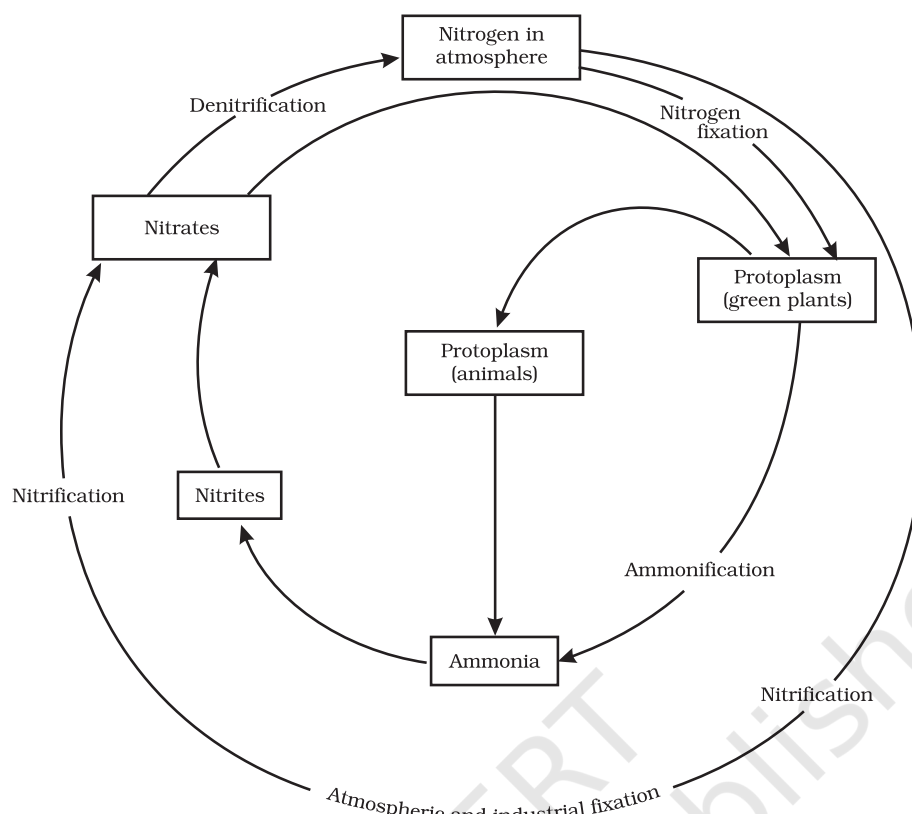 Nitrogen in
atmosphere
Denitrification
Nitrogen
fixation
Nitrates
Protoplasm
(green plants)
Protoplasm
(animals)
Nitrification
Nitrites
Ammonification
Ammonia
Nitrification
Atmospheric and industrial fixation